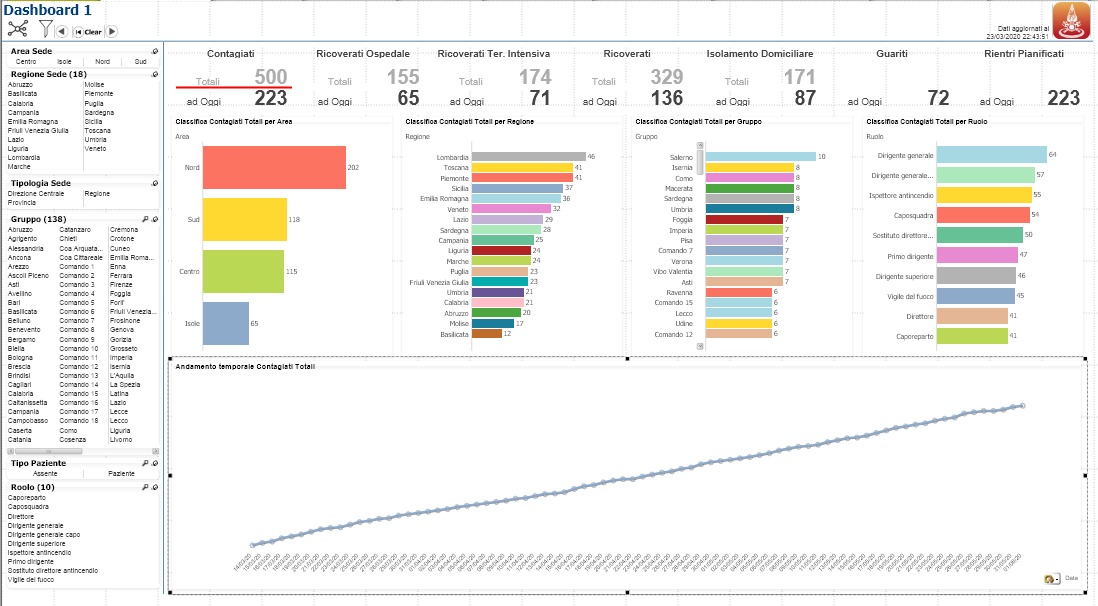 Dashboard 1
Clear
Dati aggiornati al
23/03/2020 22:43:51
Area Sede
Centro Isole Nord Sud
Regione Sede (18)
Abruzzo Molise
Basilicata Piemonte
Calabria Puglia
Campania Sardegna
Emilia Romagna Sicilia
Friuli Venezia Giulia Toscana
Lazio Umbria
Liguria Veneto
Lombardia
Marche
Tipologia Sede
Direzione Centrale Regione
Provincia
Gruppo (138)
Abruzzo Catanzaro Cremona
Agrigento Chieti Crotone
Alessandria Coa Arquata... Cuneo
Ancona Coa Cittareale Emilia Roma...
Arezzo Comando 1 Enna
Ascoli Piceno Comando 2 Ferrara
Asti Comando 3 Firenze
Avellino Comando 4 Foggia
Bari Comando 5 Forli'
Basilicata Comando 6 Friuli Venezia...
Belluno Comando 7 Frosinone
Benevento Comando 8 Genova
Bergamo Comando 9 Gorizia
Biella Comando 10 Grosseto
Bologna Comando 11 Imperia
Brescia Comando 12 Isernia
Brindisi Comando 13 L'Aquila
Cagliari Comando 14 La Spezia
Calabria Comando 15 Latina
Caltanissetta Comando 16 Lazio
Campania Comando 17 Lecce
Campobasso Comando 18 Lecco
Caserta Como Liguria
Catania Cosenza Livorno
Tipo Paziente
Assente Paziente
Roolo (10)
Caporeparto
Caposquadra
Direttore
Dirigente generale
Dirigente generale capo
Dirigente superiore
Ispettore antincendio
Primo dirigente
Sostituto direttore antincendio
Vigile del fuoco
Contagiati Ricoverati Ospedale Ricoverati Ter. Intensiva Ricoverati Isolamento Domiciliare Guariti Rientri Pianificati
Totali 500 Totali 155 Totali 174 Totali 329 Totali 171
ad Oggi 223 ad Oggi 65 ad Oggi 71 ad Oggi 136 ad Oggi 87 ad Oggi 72 ad Oggi 223
Classifica Contagiati Totali per Area
Area
Nord 202
Sud 118
Centro 115
Isole 65
Classifica Contagiati Totali per Regione
Regione
Lombardia 46
Toscana 41
Piemonte 41
Sicilia 37
Emilia Romagna 36
Veneto 32
Lazio 29
Sardegna 28
Campania 25
Liguria 24
Marche 24
Puglia 23
Friuli Venezia Giulia 23
Umbria 21
Calabria 21
Abruzzo 20
Molise 17
Basilicata 12
Classifica Contagiati Totali per Gruppo
Gruppo
Salerno 10
Isernia 8
Como 8
Macerata 8
Sardegna 8
Umbria 8
Foggia 7
Imperia 7
Pisa 7
Comando 7 7
Verona 7
Vibo Valentia 7
Asti 7
Ravenna 6
Comando 15 6
Lecco 6
Udine 6
Comando 12 6
Classifica Contagiati Totali per Ruolo
Ruolo
Dirigente generale 64
Dirigente generale... 57
Ispettore antincendio 55
Caposquadra 54
Sostituto direttore... 50
Primo dirigente 47
Dirigente superiore 46
Vigile del fuoco 45
Direttore 41
Caporeparto 41
Andamento temporale Contagiati Totali
Data